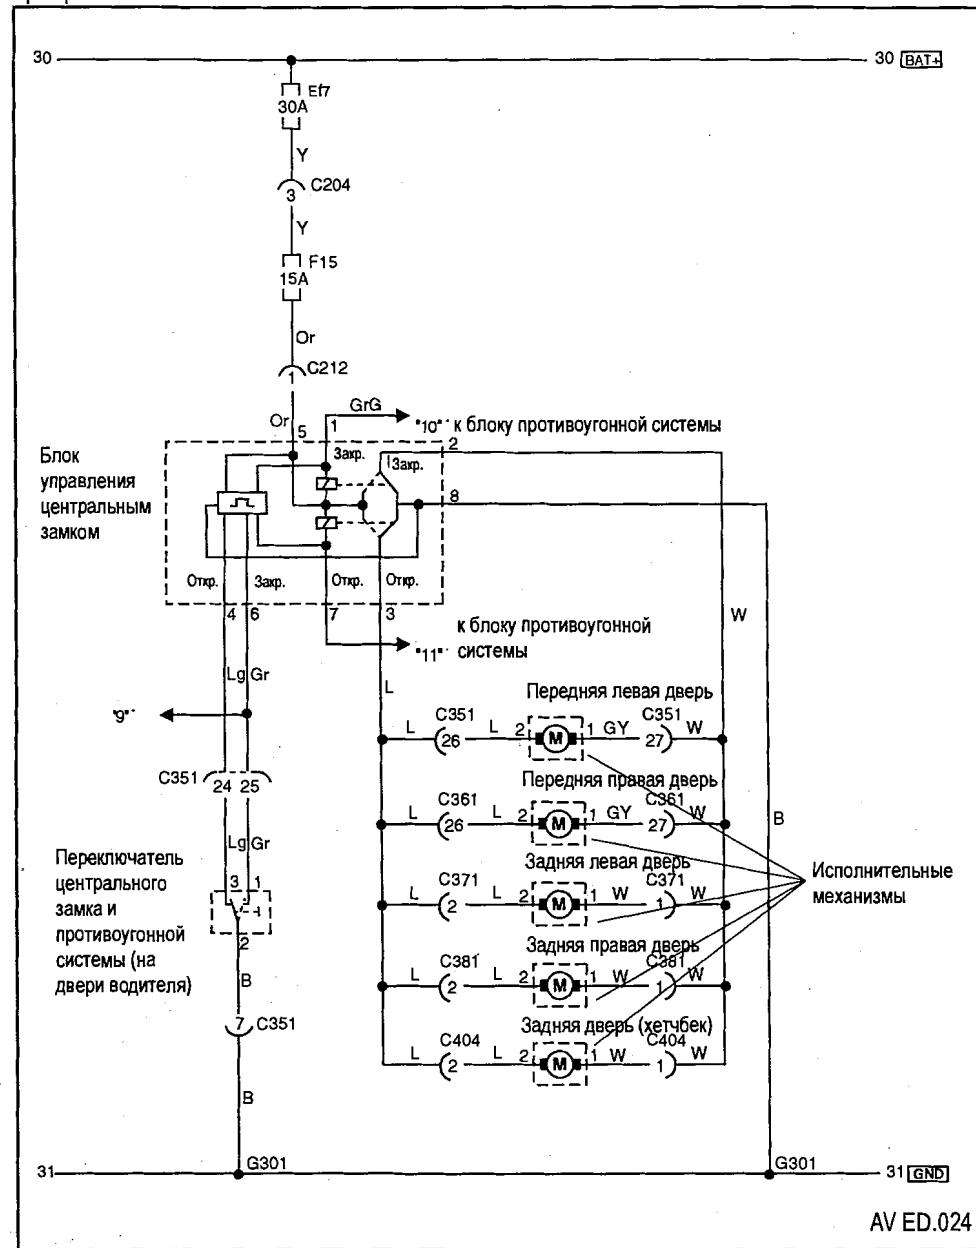 30
30 BAT+
Ef7
30A
Y
C204
3
Y
F15
15A
Or
C212
1
Or
5
GrG
1
"10" к блоку противоугонной системы
Блок
управления
центральным
замком
Закр.
Закр.
2
8
Откр.
Закр.
Откр.
Откр.
4
6
7
3
"11"
к блоку противоугонной
системы
W
Lg
Gr
L
"9"
Передняя левая дверь
L
C351
26
L
2
M
1
GY
C351
27
W
C351
24
25
Передняя правая дверь
L
C361
26
L
2
M
1
GY
C361
27
W
B
Lg
Gr
Переключатель
центрального
замка и
противоугонной
системы (на
двери водителя)
3
1
2
Задняя левая дверь
L
C371
2
L
2
M
1
W
C371
1
W
Исполнительные
механизмы
Задняя правая дверь
L
C381
2
L
2
M
1
W
C381
1
W
B
7
C351
Задняя дверь (хетчбек)
L
C404
2
L
2
M
1
W
C404
1
W
B
31
G301
G301
31 GND
AV ED.024